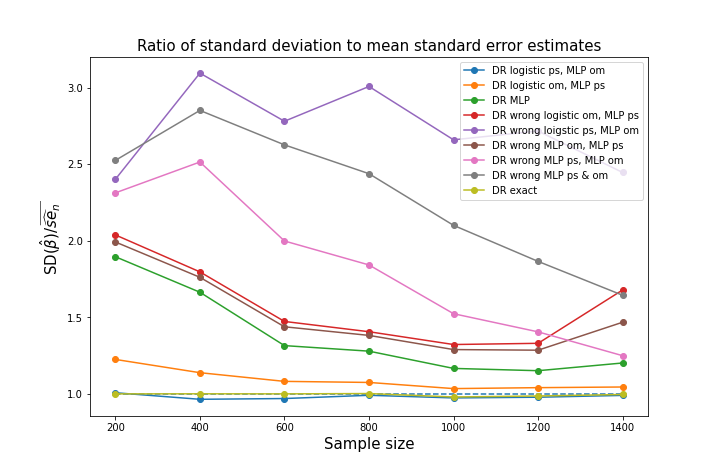 Ratio of standard deviation to mean standard error estimates
3.0
2.5
2.0
1.5
1.0
SD(β̂)/s̅e̅̂ₙ
DR logistic ps, MLP om
DR logistic om, MLP ps
DR MLP
DR wrong logistic om, MLP ps
DR wrong loigstic ps, MLP om
DR wrong MLP om, MLP ps
DR wrong MLP ps, MLP om
DR wrong MLP ps & om
DR exact
200 400 600 800 1000 1200 1400
Sample size